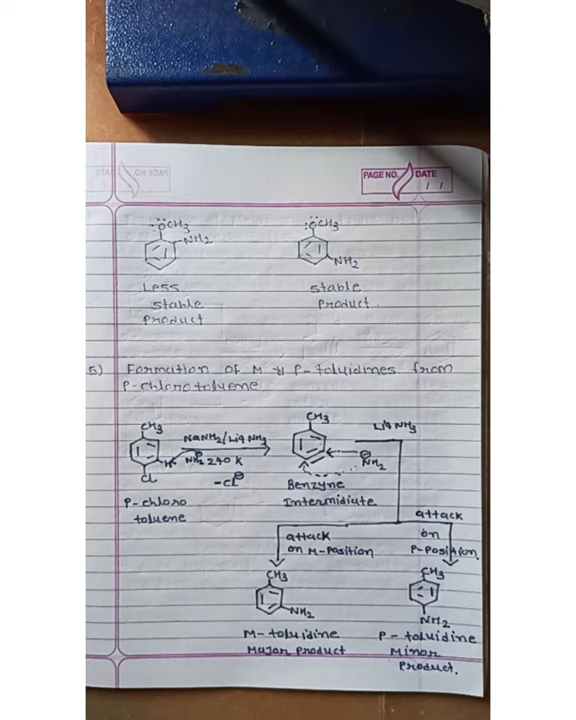 PAGE NO. DATE
/ /
:ÖCH3 :ÖCH3
NH2
NH2
Less stable
stable Product
Product
5) Formation of M & P-toluidines from
P-chlorotoluene.
CH3 CH3
NaNH2/Liq NH3 Liq NH3
H NH2⊖ 240 K ⊖NH2
Cl -Cl⊖
P-chloro Benzyne
toluene Intermidiate
attack attack
on M-Position on
P-Position
CH3 CH3
NH2 NH2
M-toluidine P-toluidine
Major Product Minor
Product.